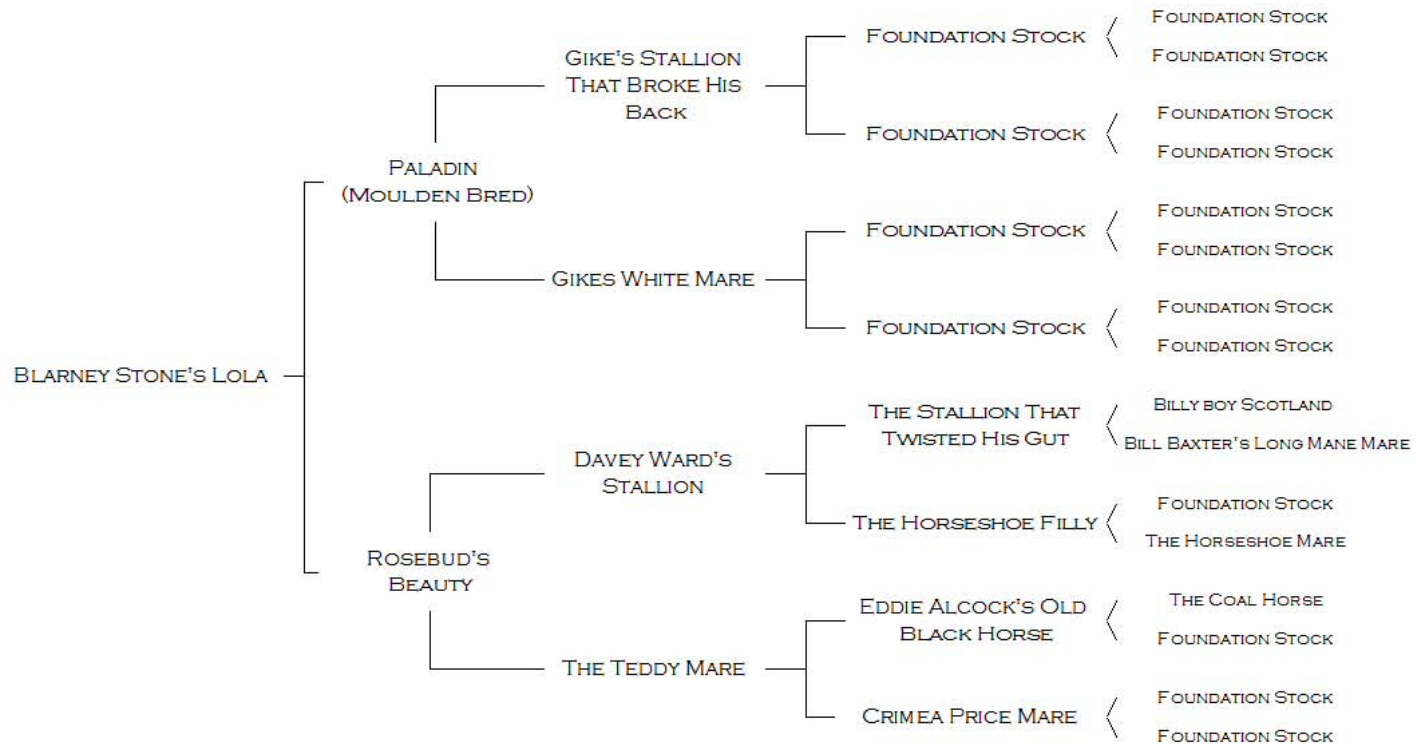 Foundation Stock
Foundation Stock
Foundation Stock
Gike's Stallion
That Broke His
Back
Foundation Stock
Foundation Stock
Foundation Stock
Paladin
(Moulden Bred)
Foundation Stock
Foundation Stock
Foundation Stock
Gikes White Mare
Foundation Stock
Foundation Stock
Foundation Stock
Blarney Stone's Lola
The Stallion That
Twisted His Gut
Billy boy Scotland
Bill Baxter's Long Mane Mare
Davey Ward's
Stallion
The Horseshoe Filly
Foundation Stock
The Horseshoe Mare
Rosebud's
Beauty
Eddie Alcock's Old
Black Horse
The Coal Horse
Foundation Stock
The Teddy Mare
Crimea Price Mare
Foundation Stock
Foundation Stock